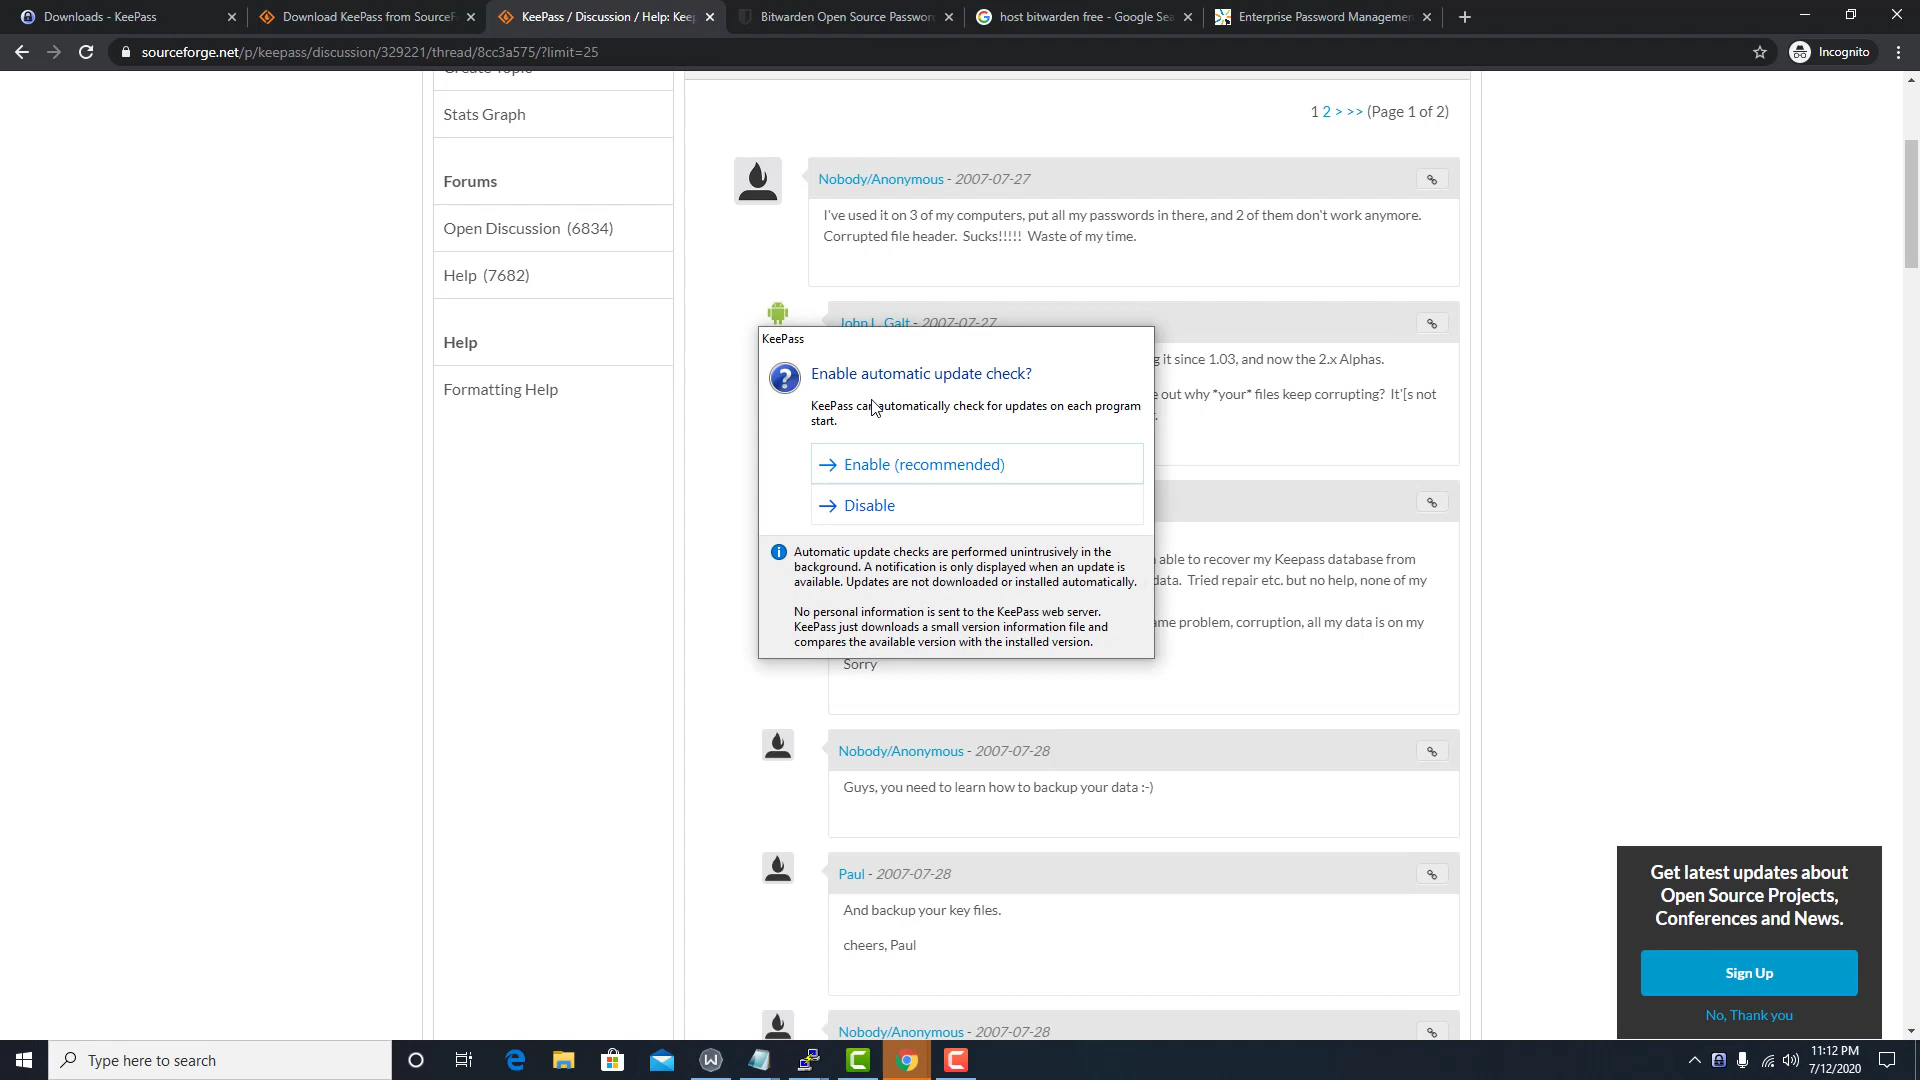 Downloads - KeePass
Download KeePass from SourceF
KeePass / Discussion / Help: Keep
Bitwarden Open Source Password
host bitwarden free - Google Sea
Enterprise Password Management
sourceforge.net/p/keepass/discussion/329221/thread/8cc3a575/?limit=25
Incognito
Create Topic
Stats Graph
Forums
Open Discussion (6834)
Help (7682)
Help
Formatting Help
1 2 > >> (Page 1 of 2)
Nobody/Anonymous - 2007-07-27
I've used it on 3 of my computers, put all my passwords in there, and 2 of them don't work anymore.
Corrupted file header. Sucks!!!!! Waste of my time.
John L. Galt - 2007-07-27
g it since 1.03, and now the 2.x Alphas.
e out why *your* files keep corrupting? It'[s not
KeePass
Enable automatic update check?
KeePass can automatically check for updates on each program
start.
Enable (recommended)
Disable
Automatic update checks are performed unintrusively in the
background. A notification is only displayed when an update is
available. Updates are not downloaded or installed automatically.
No personal information is sent to the KeePass web server.
KeePass just downloads a small version information file and
compares the available version with the installed version.
able to recover my Keepass database from
data. Tried repair etc. but no help, none of my
ame problem, corruption, all my data is on my
Sorry
Nobody/Anonymous - 2007-07-28
Guys, you need to learn how to backup your data :-)
Paul - 2007-07-28
And backup your key files.
cheers, Paul
Nobody/Anonymous - 2007-07-28
Get latest updates about
Open Source Projects,
Conferences and News.
Sign Up
No, Thank you
Type here to search
11:12 PM
7/12/2020